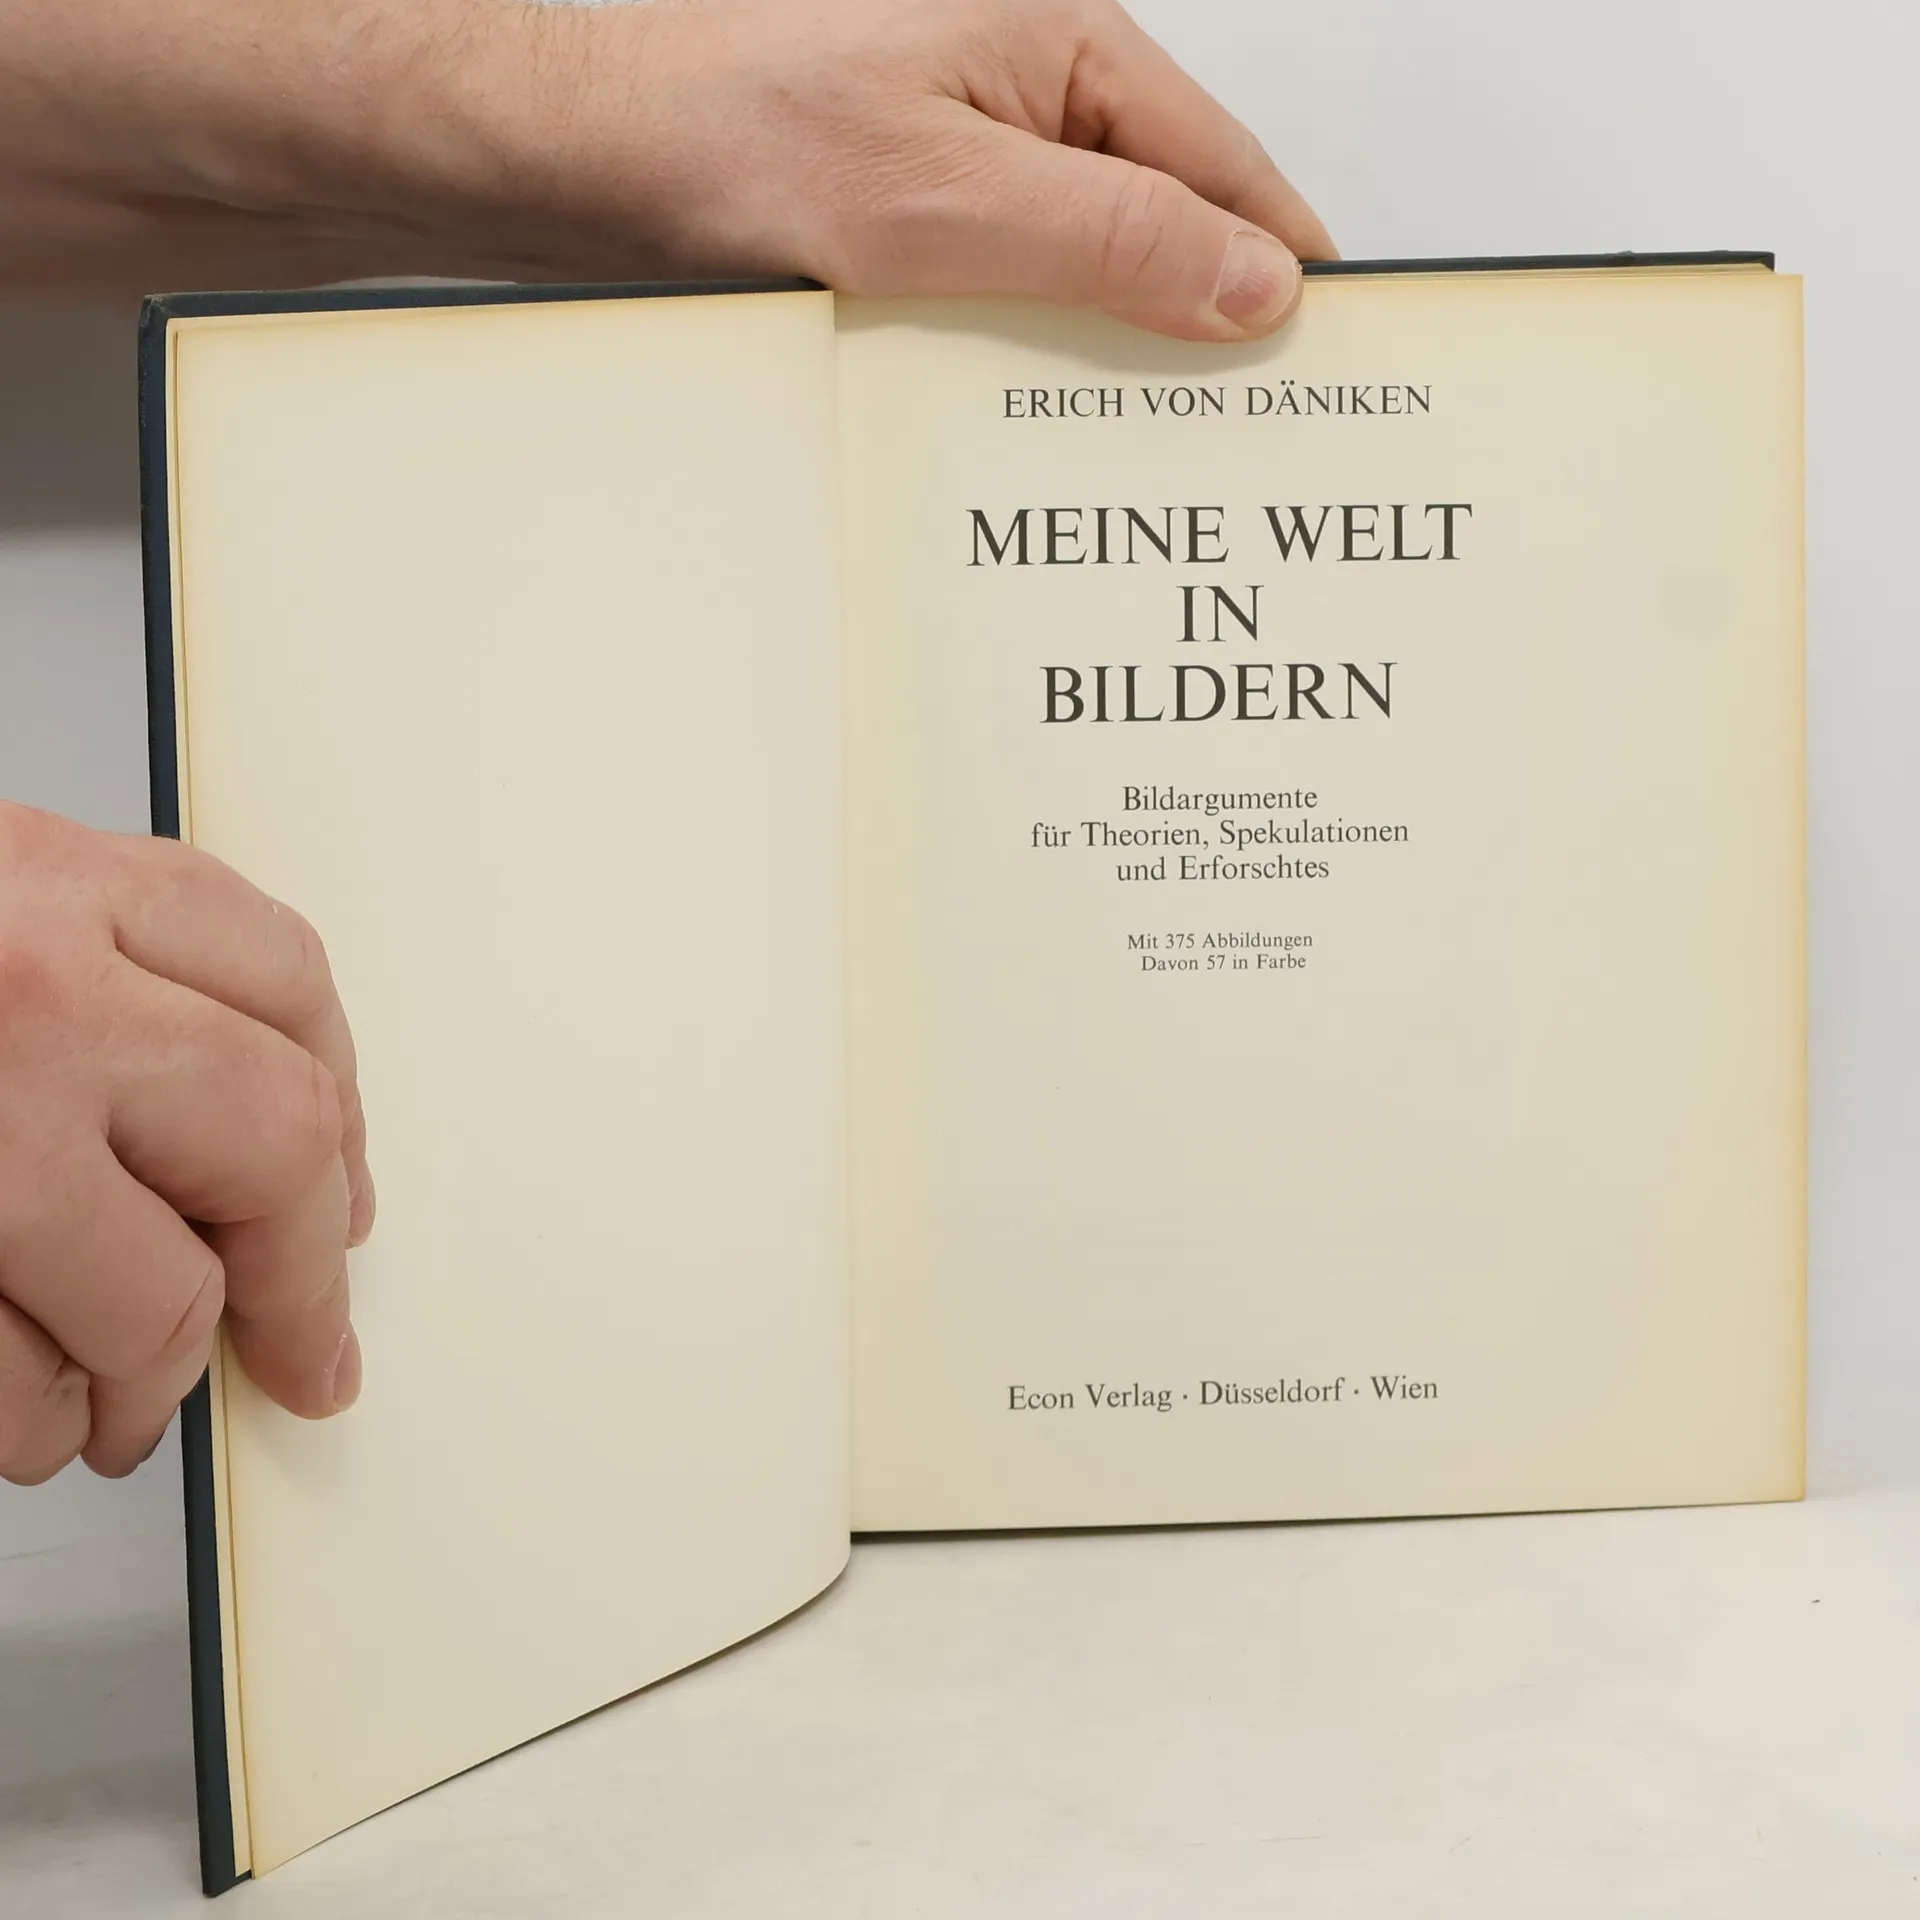 ERICH VON DÄNIKEN
MEINE WELT
IN
BILDERN
Bildargumente
für Theorien, Spekulationen
und Erforschtes
Mit 375 Abbildungen
Davon 57 in Farbe
Econ Verlag · Düsseldorf · Wien